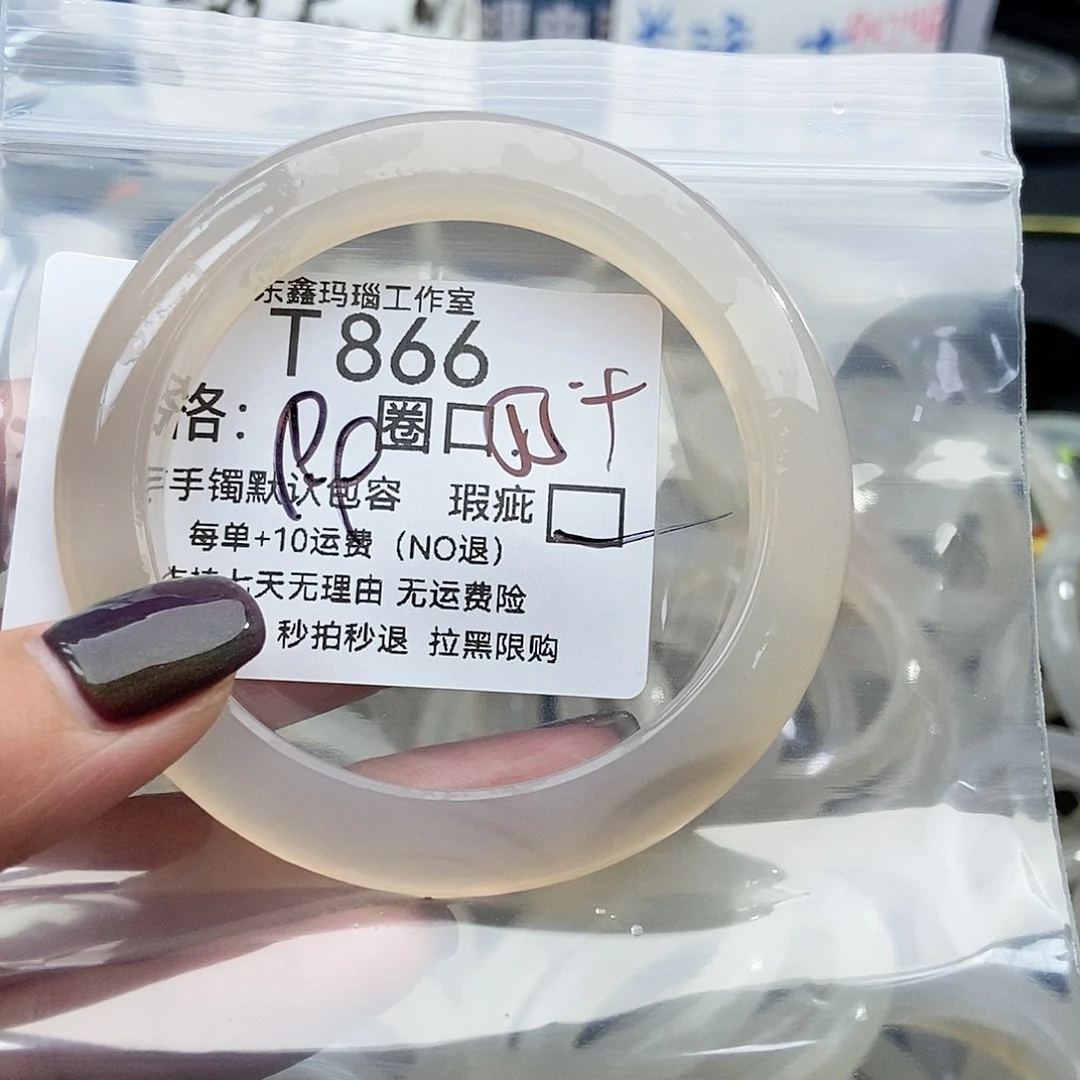 东鑫玛瑙工作室
T866
格:
圈口
手镯默认包容 瑕疵
每单+10运费（NO退）
七天无理由 无运费险
秒拍秒退 拉黑限购